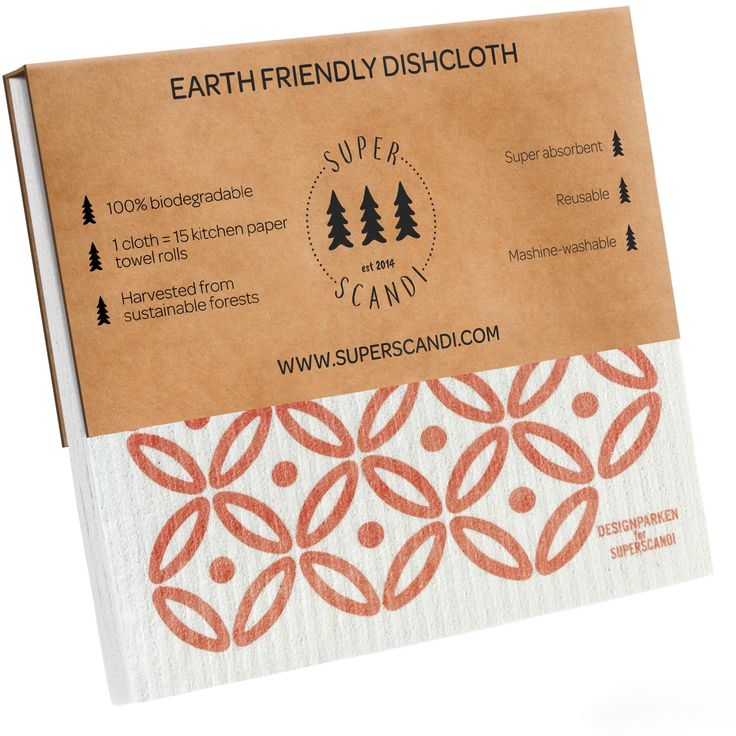 EARTH FRIENDLY DISHCLOTH
SUPER
est 2014
SCANDI
100% biodegradable
1 cloth = 15 kitchen paper
towel rolls
Harvested from
sustainable forests
Super absorbent
Reusable
Mashine-washable
WWW.SUPERSCANDI.COM
DESIGNPARKEN
for
SUPERSCANDI